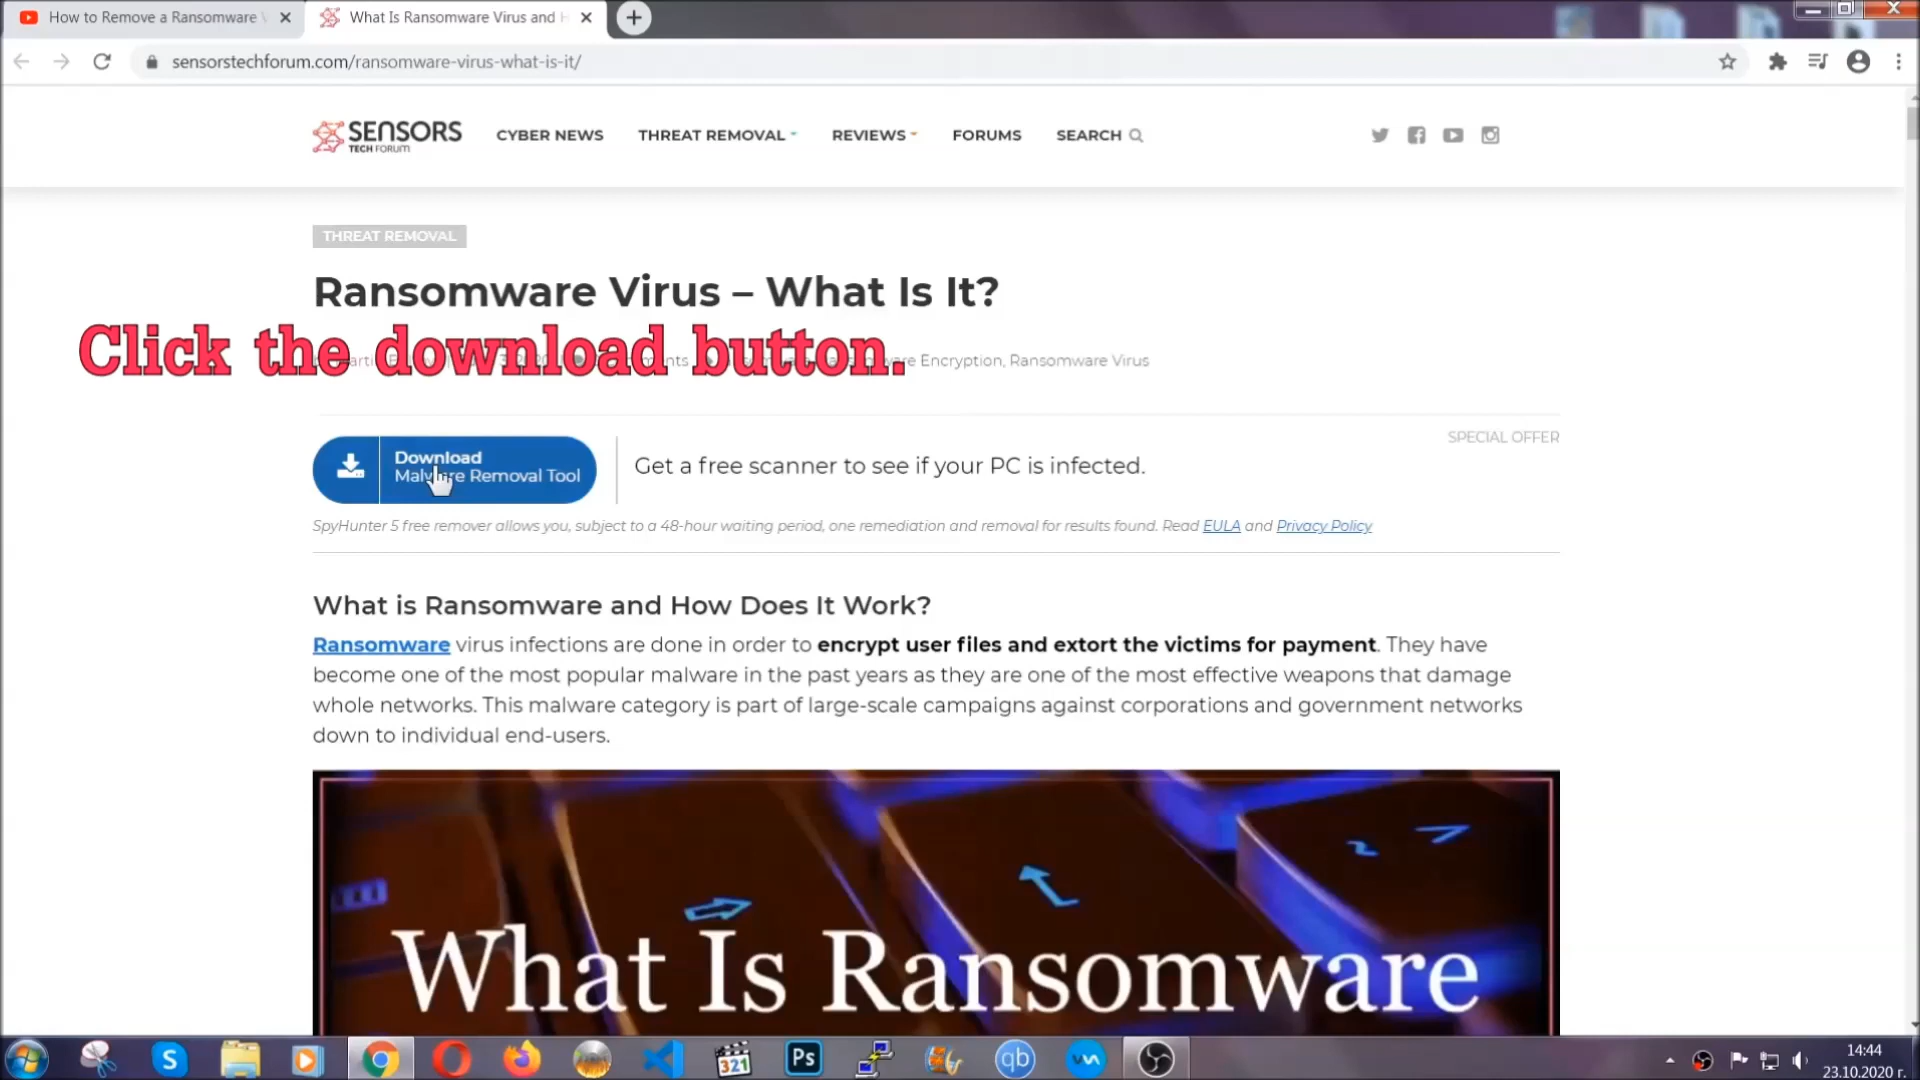 How to Remove a Ransomware
What Is Ransomware Virus and
sensorstechforum.com/ransomware-virus-what-is-it/
SENSORS
TECH FORUM
CYBER NEWS
THREAT REMOVAL
REVIEWS
FORUMS
SEARCH
THREAT REMOVAL
Ransomware Virus – What Is It?
Click the download button.
Encryption, Ransomware Virus
SPECIAL OFFER
Download
Malware Removal Tool
Get a free scanner to see if your PC is infected.
SpyHunter 5 free remover allows you, subject to a 48-hour waiting period, one remediation and removal for results found. Read EULA and Privacy Policy
What is Ransomware and How Does It Work?
Ransomware virus infections are done in order to encrypt user files and extort the victims for payment. They have
become one of the most popular malware in the past years as they are one of the most effective weapons that damage
whole networks. This malware category is part of large-scale campaigns against corporations and government networks
down to individual end-users.
What Is Ransomware
S
321
Ps
qb
14:44
23.10.2020 г.